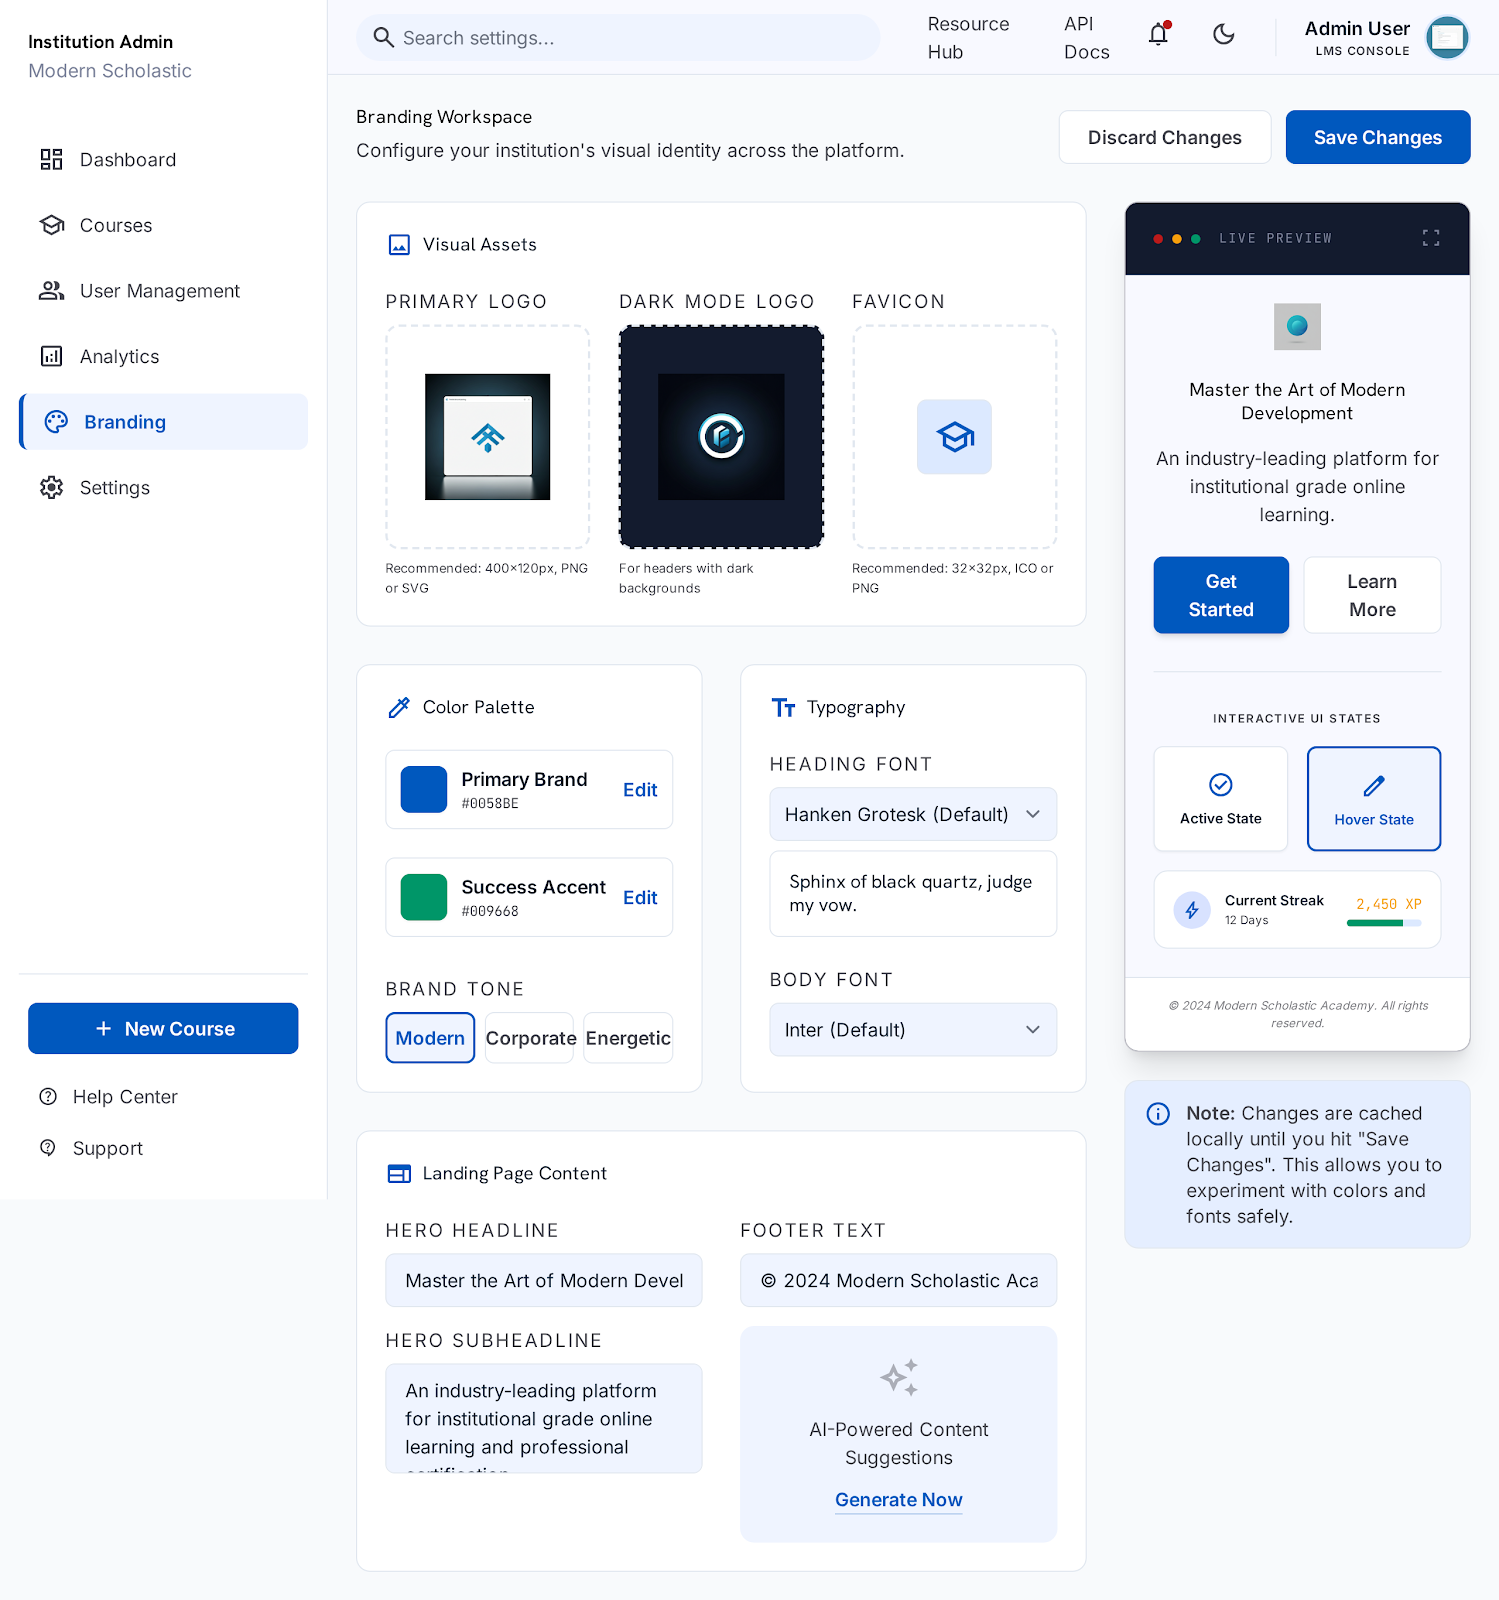 Institution Admin
Modern Scholastic
Dashboard
Courses
User Management
Analytics
Branding
Settings
New Course
Help Center
Support
Search settings...
Resource
Hub
API
Docs
Admin User
LMS CONSOLE
Branding Workspace
Configure your institution's visual identity across the platform.
Discard Changes
Save Changes
Visual Assets
PRIMARY LOGO
Recommended: 400×120px, PNG
or SVG
DARK MODE LOGO
For headers with dark
backgrounds
FAVICON
Recommended: 32×32px, ICO or
PNG
Color Palette
Primary Brand
#0058BE
Edit
Success Accent
#009668
Edit
BRAND TONE
Modern
Corporate
Energetic
Typography
HEADING FONT
Hanken Grotesk (Default)
Sphinx of black quartz, judge
my vow.
BODY FONT
Inter (Default)
Landing Page Content
HERO HEADLINE
Master the Art of Modern Devel
HERO SUBHEADLINE
An industry-leading platform
for institutional grade online
learning and professional
FOOTER TEXT
© 2024 Modern Scholastic Aca
AI-Powered Content
Suggestions
Generate Now
LIVE PREVIEW
Master the Art of Modern
Development
An industry-leading platform for
institutional grade online
learning.
Get
Started
Learn
More
INTERACTIVE UI STATES
Active State
Hover State
Current Streak
12 Days
2,450 XP
© 2024 Modern Scholastic Academy. All rights
reserved.
Note: Changes are cached
locally until you hit "Save
Changes". This allows you to
experiment with colors and
fonts safely.